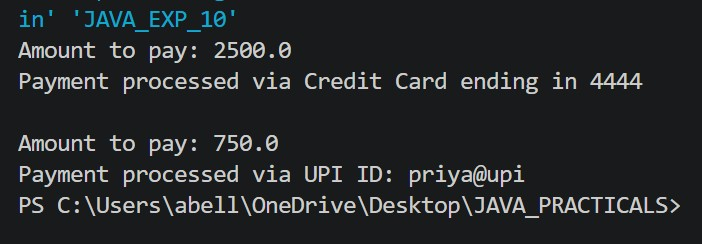 in' 'JAVA_EXP_10'
Amount to pay: 2500.0
Payment processed via Credit Card ending in 4444
Amount to pay: 750.0
Payment processed via UPI ID: priya@upi
PS C:\Users\abell\OneDrive\Desktop\JAVA_PRACTICALS>